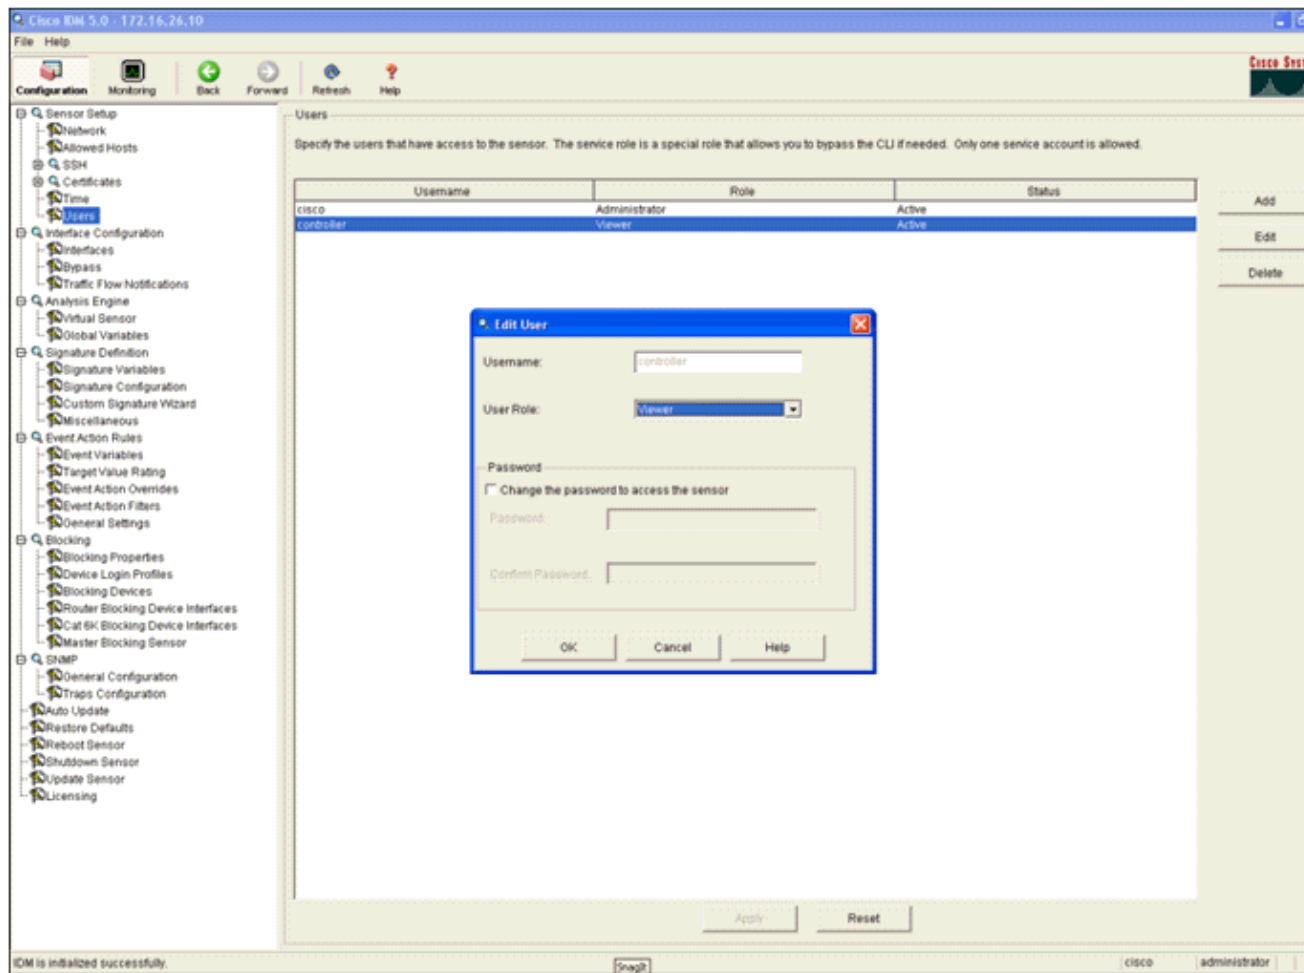 Cisco IDM 5.0 - 172.16.26.10
File Help
Configuration Monitoring Back Forward Refresh Help
Cisco Syst
Sensor Setup
Network
Allowed Hosts
SSH
Certificates
Time
Users
Interface Configuration
Interfaces
Bypass
Traffic Flow Notifications
Analysis Engine
Virtual Sensor
Global Variables
Signature Definition
Signature Variables
Signature Configuration
Custom Signature Wizard
Miscellaneous
Event Action Rules
Event Variables
Target Value Rating
Event Action Overrides
Event Action Filters
General Settings
Blocking
Blocking Properties
Device Login Profiles
Blocking Devices
Router Blocking Device Interfaces
Cat 6K Blocking Device Interfaces
Master Blocking Sensor
SNMP
General Configuration
Traps Configuration
Auto Update
Restore Defaults
Reboot Sensor
Shutdown Sensor
Update Sensor
Licensing
Users
Specify the users that have access to the sensor. The service role is a special role that allows you to bypass the CLI if needed. Only one service account is allowed.
Username Role Status
cisco Administrator Active
controller Viewer Active
Add
Edit
Delete
Edit User
Username: controller
User Role: Viewer
Password
Change the password to access the sensor
Password:
Confirm Password:
OK Cancel Help
Apply Reset
IDM is initialized successfully. SnagIt cisco administrator